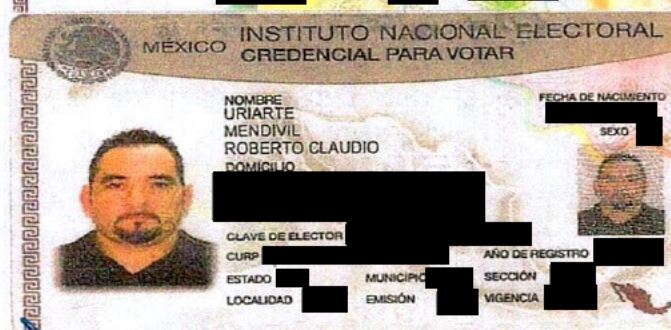 MÉXICO
INSTITUTO NACIONAL ELECTORAL
CREDENCIAL PARA VOTAR
NOMBRE
URIARTE
MENDIVIL
ROBERTO CLAUDIO
FECHA DE NACIMIENTO
SEXO
DOMICILIO
CLAVE DE ELECTOR
CURP
AÑO DE REGISTRO
ESTADO
MUNICIPIO
SECCIÓN
LOCALIDAD
EMISIÓN
VIGENCIA